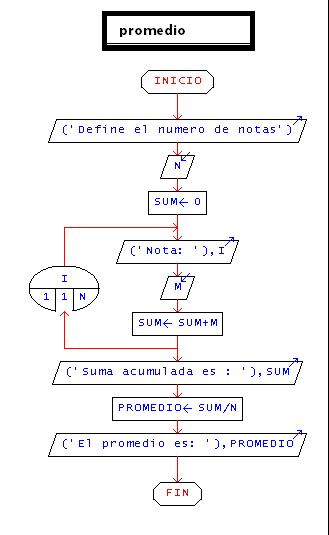 promedio
INICIO
('Define el numero de notas')
N
SUM← 0
('Nota: '),I
I
1 1 N
M
SUM← SUM+M
('Suma acumulada es : '),SUM
PROMEDIO← SUM/N
('El promedio es: '),PROMEDIO
FIN